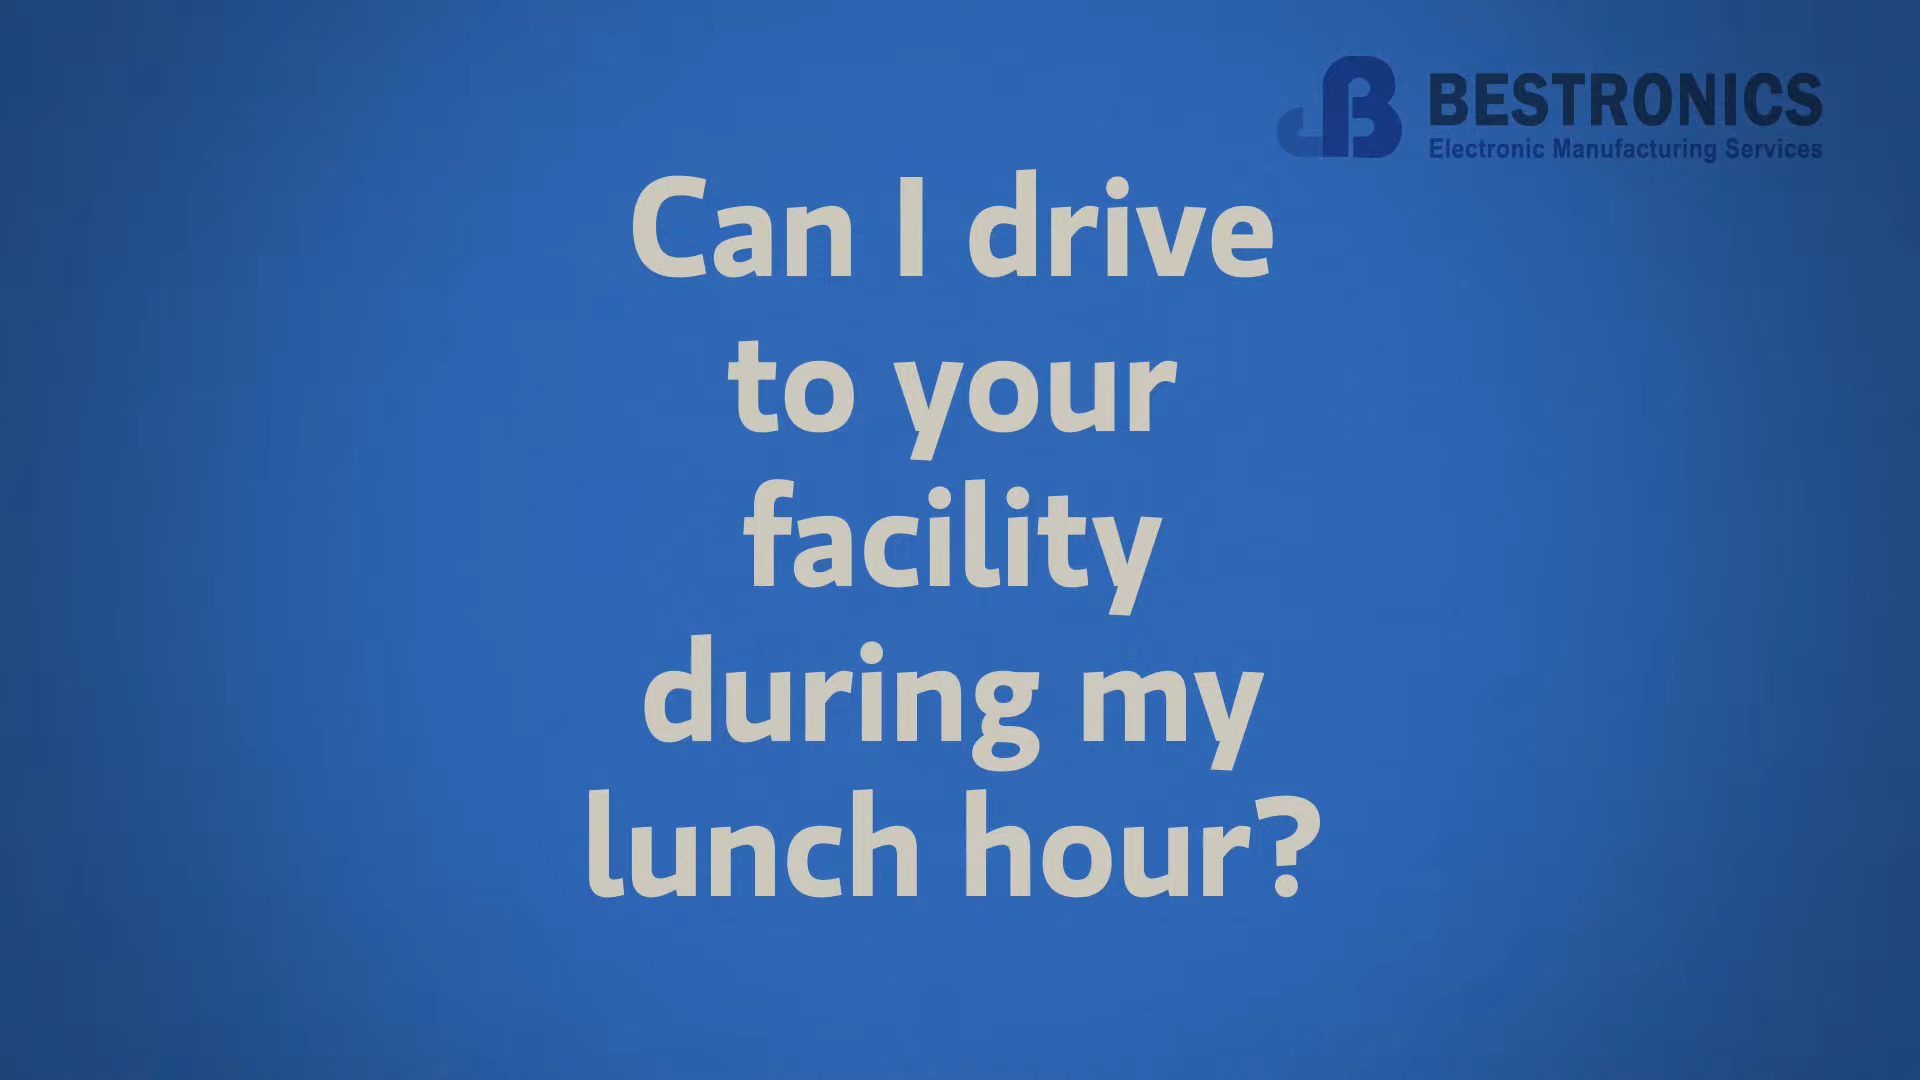 BESTRONICS
Electronic Manufacturing Services
Can I drive
to your
facility
during my
lunch hour?